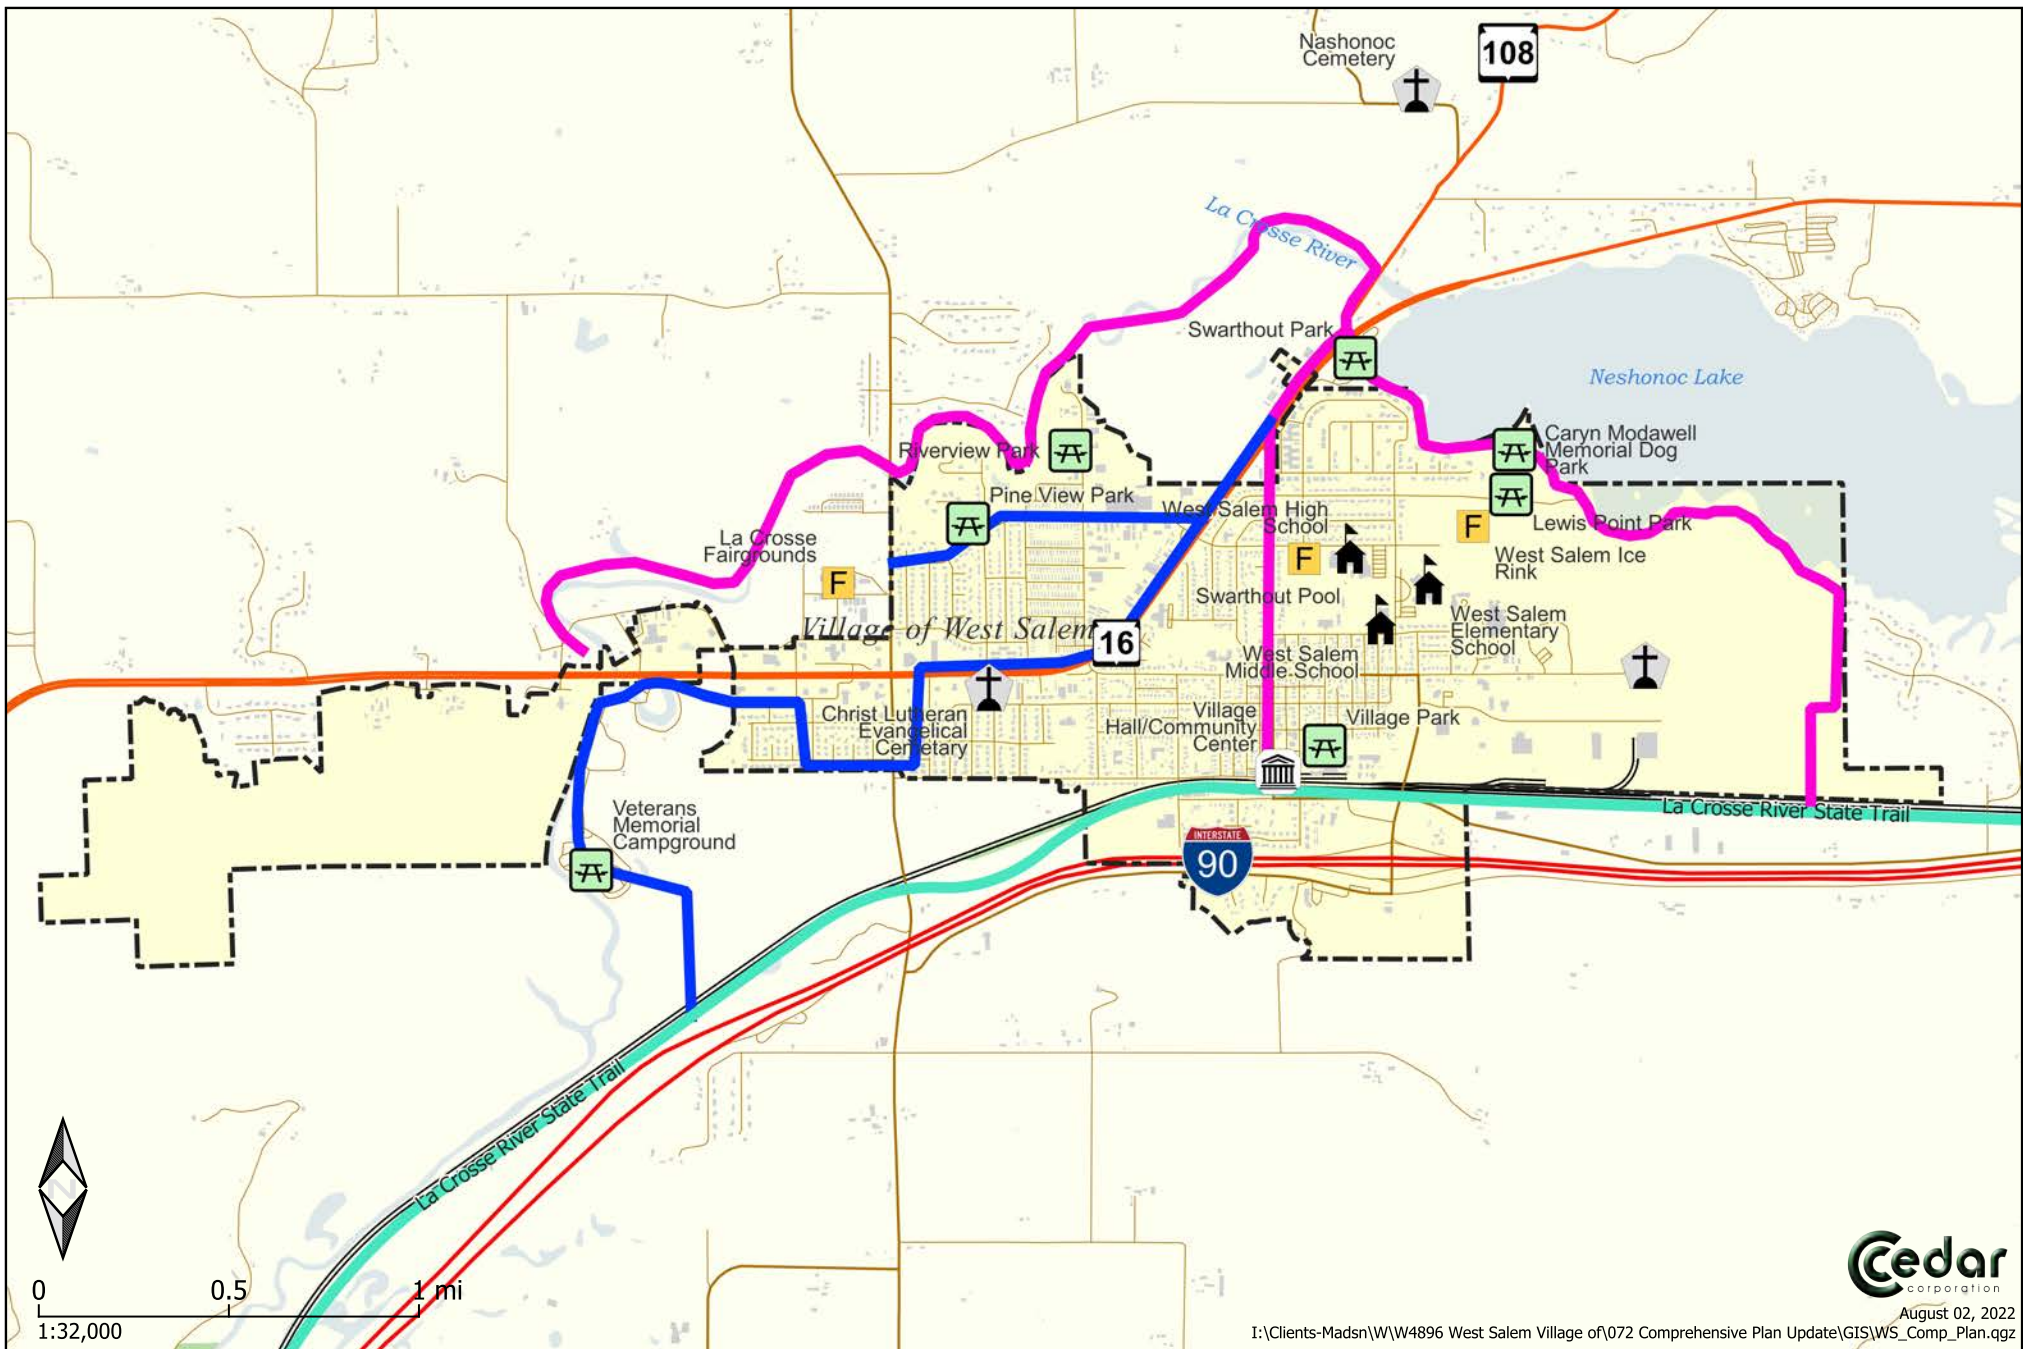 Nashonoc
Cemetery
108
La Crosse River
Swarthout Park
Neshonoc Lake
Riverview Park
Caryn Modawell
Memorial Dog
Park
Pine View Park
West Salem High
School
F
Lewis Point Park
La Crosse
Fairgrounds
F
F
West Salem Ice
Rink
Swarthout Pool
Village of West Salem
16
West Salem
Elementary
School
West Salem
Middle School
Christ Lutheran
Evangelical
Cemetary
Village
Hall/Community
Center
Village Park
Veterans
Memorial
Campground
La Crosse River State Trail
INTERSTATE
90
La Crosse River State Trail
N
0 0.5 1 mi
1:32,000
Cedar
corporation
August 02, 2022
I:\Clients-Madsn\W\W4896 West Salem Village of\072 Comprehensive Plan Update\GIS\WS_Comp_Plan.qgz